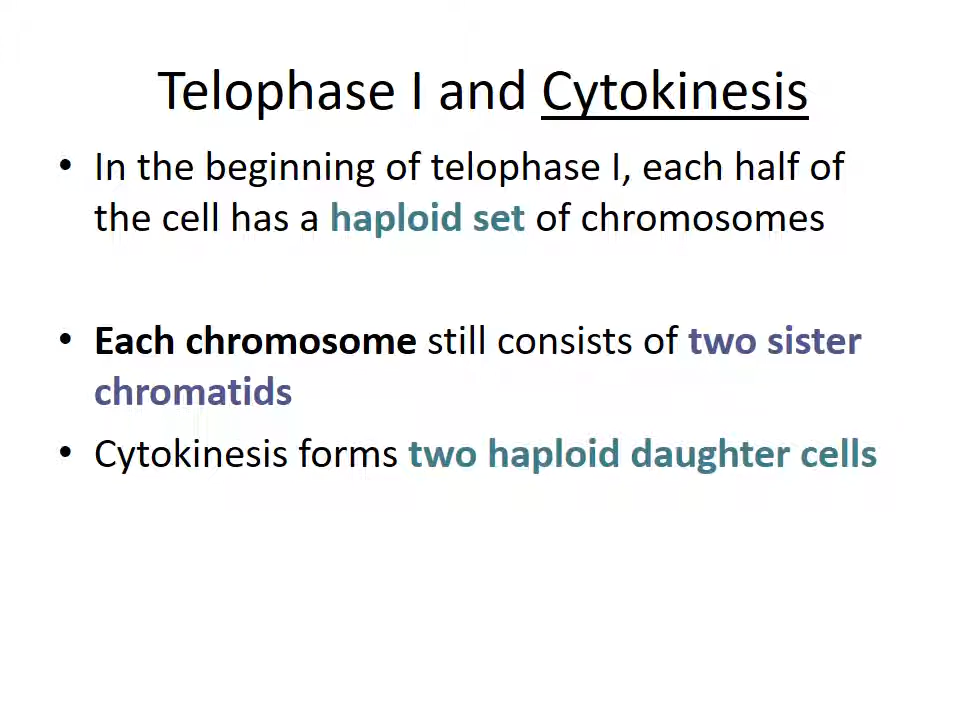 Telophase I and Cytokinesis
• In the beginning of telophase I, each half of
the cell has a haploid set of chromosomes
• Each chromosome still consists of two sister
chromatids
• Cytokinesis forms two haploid daughter cells